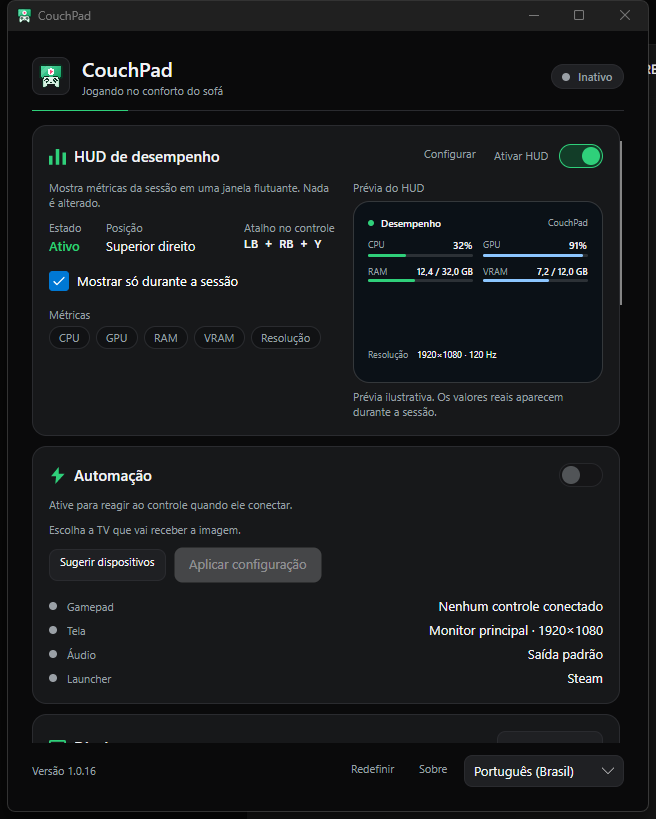 CouchPad
CouchPad
Jogando no conforto do sofá
Inativo
HUD de desempenho
Configurar
Ativar HUD
Mostra métricas da sessão em uma janela flutuante. Nada
é alterado.
Estado
Posição
Atalho no controle
Ativo
Superior direito
LB + RB + Y
Mostrar só durante a sessão
Métricas
CPU
GPU
RAM
VRAM
Resolução
Prévia do HUD
Desempenho
CouchPad
CPU 32%
GPU 91%
RAM 12,4 / 32,0 GB
VRAM 7,2 / 12,0 GB
Resolução 1920×1080 · 120 Hz
Prévia ilustrativa. Os valores reais aparecem
durante a sessão.
Automação
Ative para reagir ao controle quando ele conectar.
Escolha a TV que vai receber a imagem.
Sugerir dispositivos
Aplicar configuração
Gamepad
Nenhum controle conectado
Tela
Monitor principal · 1920×1080
Áudio
Saída padrão
Launcher
Steam
Versão 1.0.16
Redefinir
Sobre
Português (Brasil)